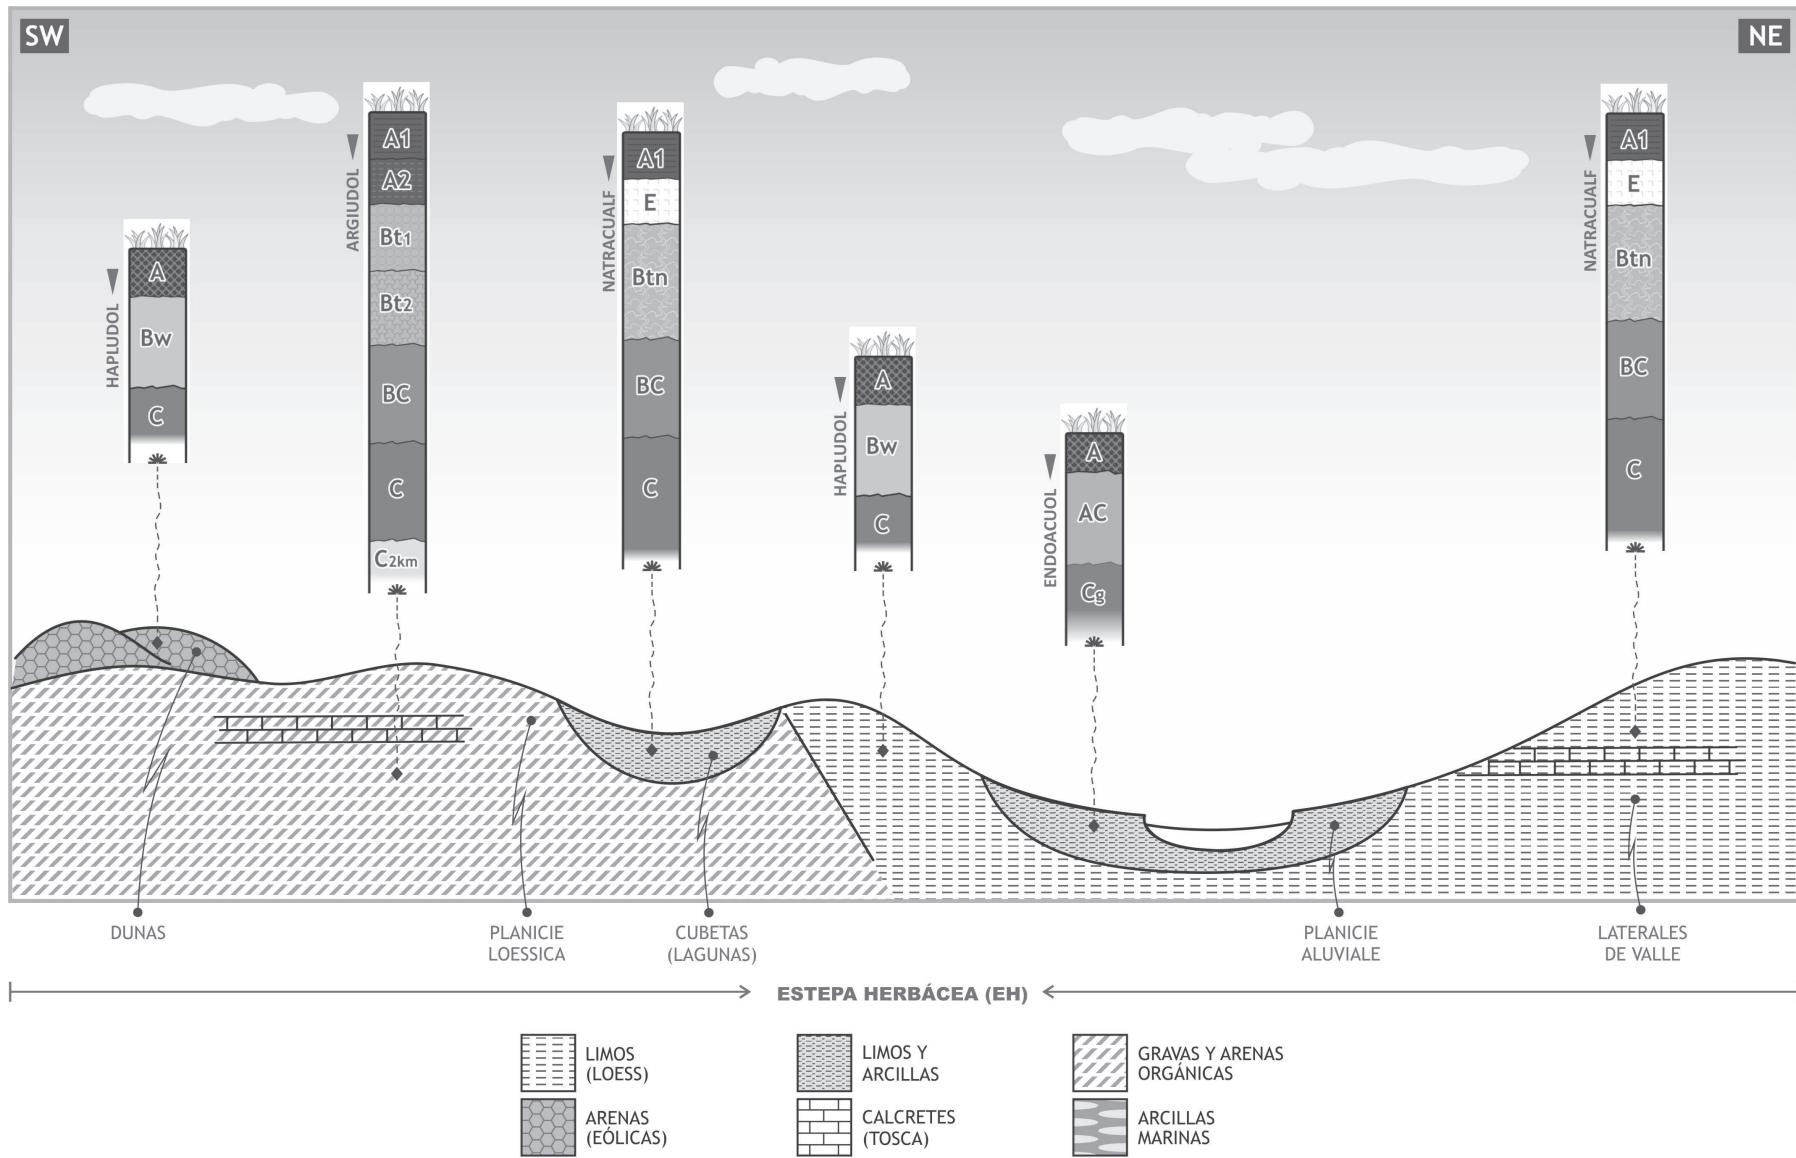 SW
NE
HAPLUDOL
A
Bw
C
ARGIUDOL
A1
A2
Bt1
Bt2
BC
C
C2km
NATRACUALF
A1
E
Btn
BC
C
HAPLUDOL
A
Bw
C
ENDOACUOL
A
AC
Cg
NATRACUALF
A1
E
Btn
BC
C
DUNAS
PLANICIE
LOESSICA
CUBETAS
(LAGUNAS)
PLANICIE
ALUVIALE
LATERALES
DE VALLE
ESTEPA HERBÁCEA (EH)
LIMOS
(LOESS)
LIMOS Y
ARCILLAS
GRAVAS Y ARENAS
ORGÁNICAS
ARENAS
(EÓLICAS)
CALCRETES
(TOSCA)
ARCILLAS
MARINAS